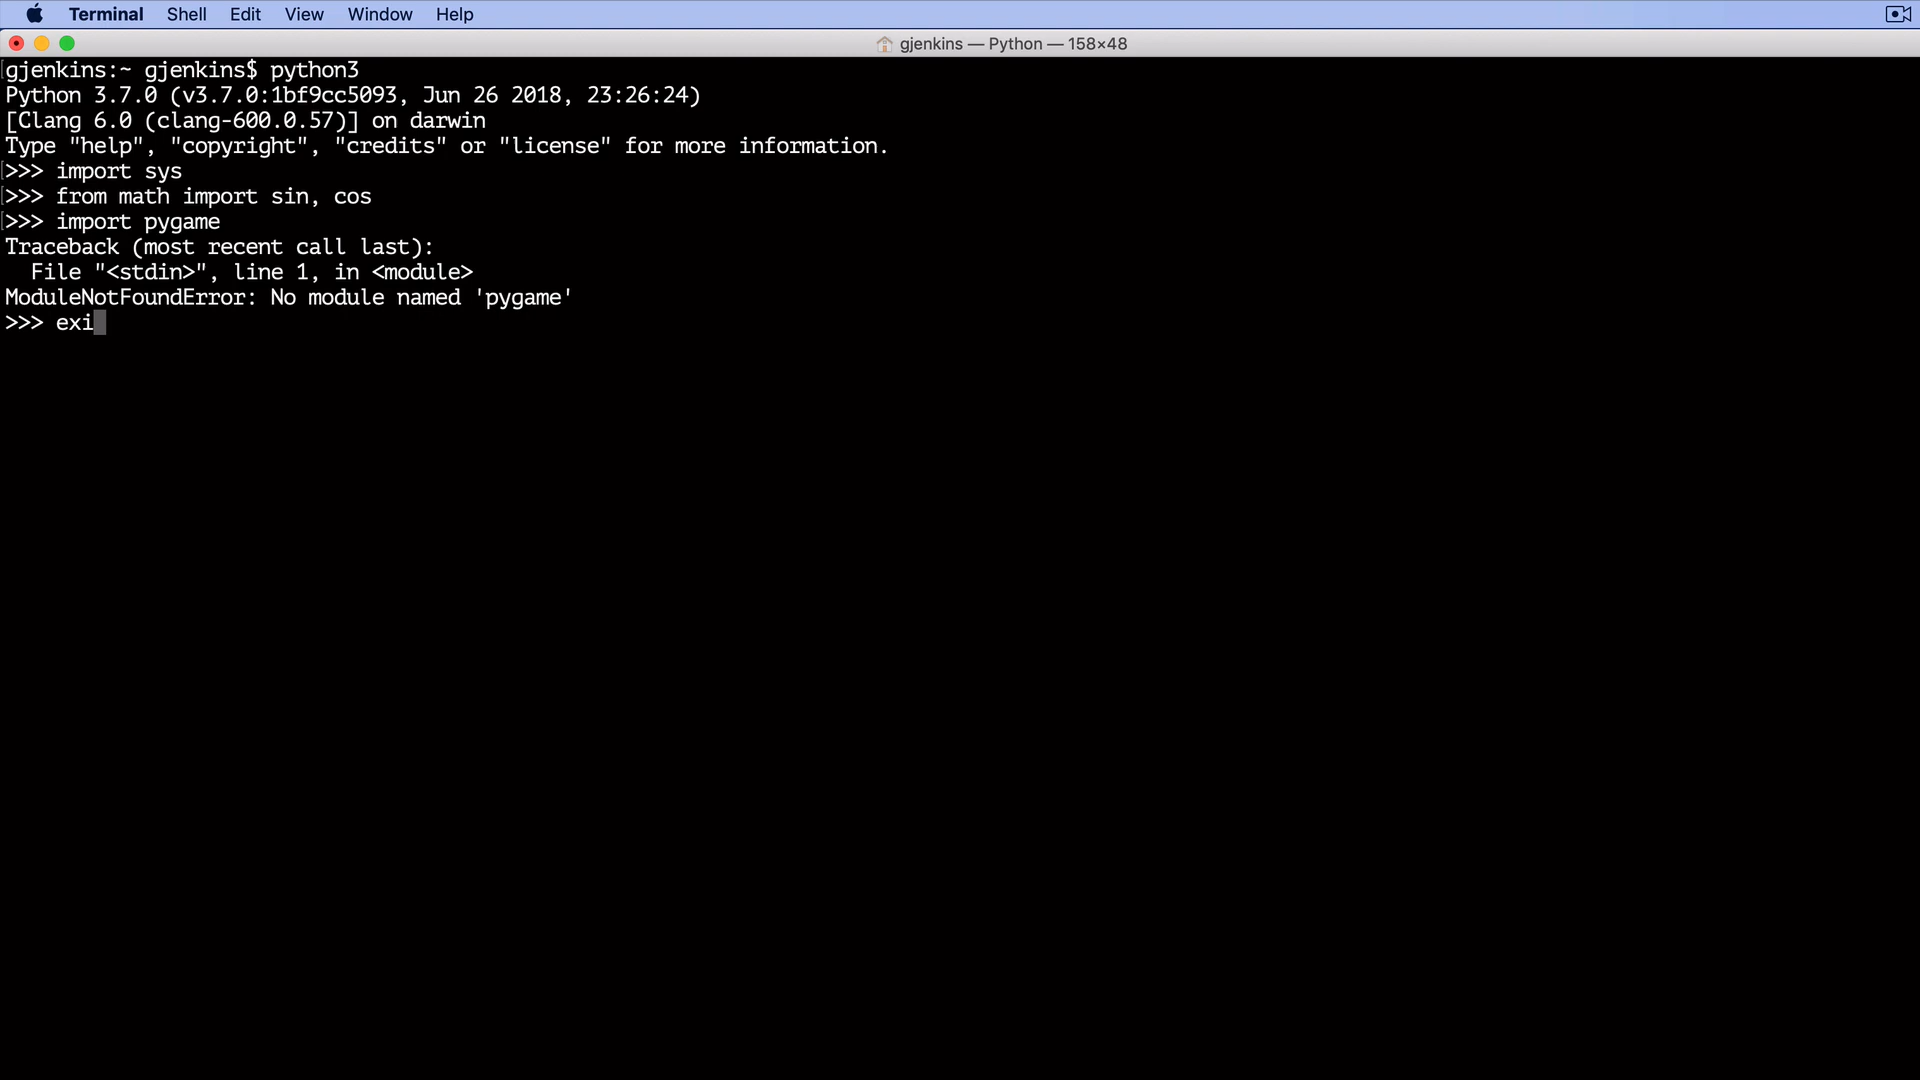 Terminal Shell Edit View Window Help
gjenkins — Python — 158×48
gjenkins:~ gjenkins$ python3
Python 3.7.0 (v3.7.0:1bf9cc5093, Jun 26 2018, 23:26:24)
[Clang 6.0 (clang-600.0.57)] on darwin
Type "help", "copyright", "credits" or "license" for more information.
>>> import sys
>>> from math import sin, cos
>>> import pygame
Traceback (most recent call last):
  File "<stdin>", line 1, in <module>
ModuleNotFoundError: No module named 'pygame'
>>> exi